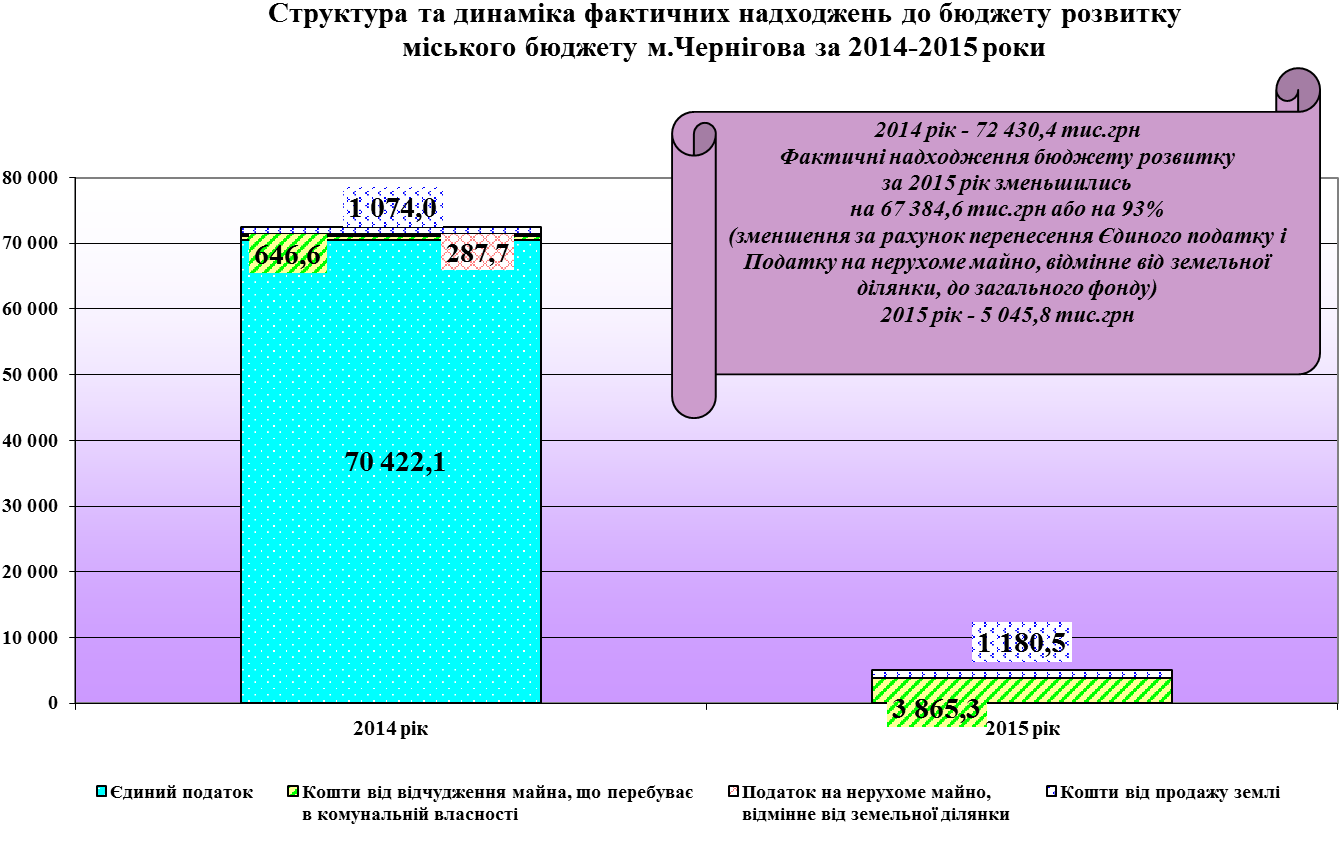 Структура та динаміка фактичних надходжень до бюджету розвитку
міського бюджету м.Чернігова за 2014-2015 роки
2014 рік - 72 430,4 тис.грн
Фактичні надходження бюджету розвитку
за 2015 рік зменьшились
на 67 384,6 тис.грн або на 93%
(зменшення за рахунок перенесення Єдиного податку і
Податку на нерухоме майно, відмінне від земельної
ділянки, до загального фонду)
2015 рік - 5 045,8 тис.грн
80 000
70 000
60 000
50 000
40 000
30 000
20 000
10 000
0
1 074,0
646,6
287,7
70 422,1
1 180,5
3 865,3
2014 рік
2015 рік
Єдиний податок
Кошти від відчудження майна, що перебуває
в комунальній власності
Податок на нерухоме майно,
відмінне від земельної ділянки
Кошти від продажу землі